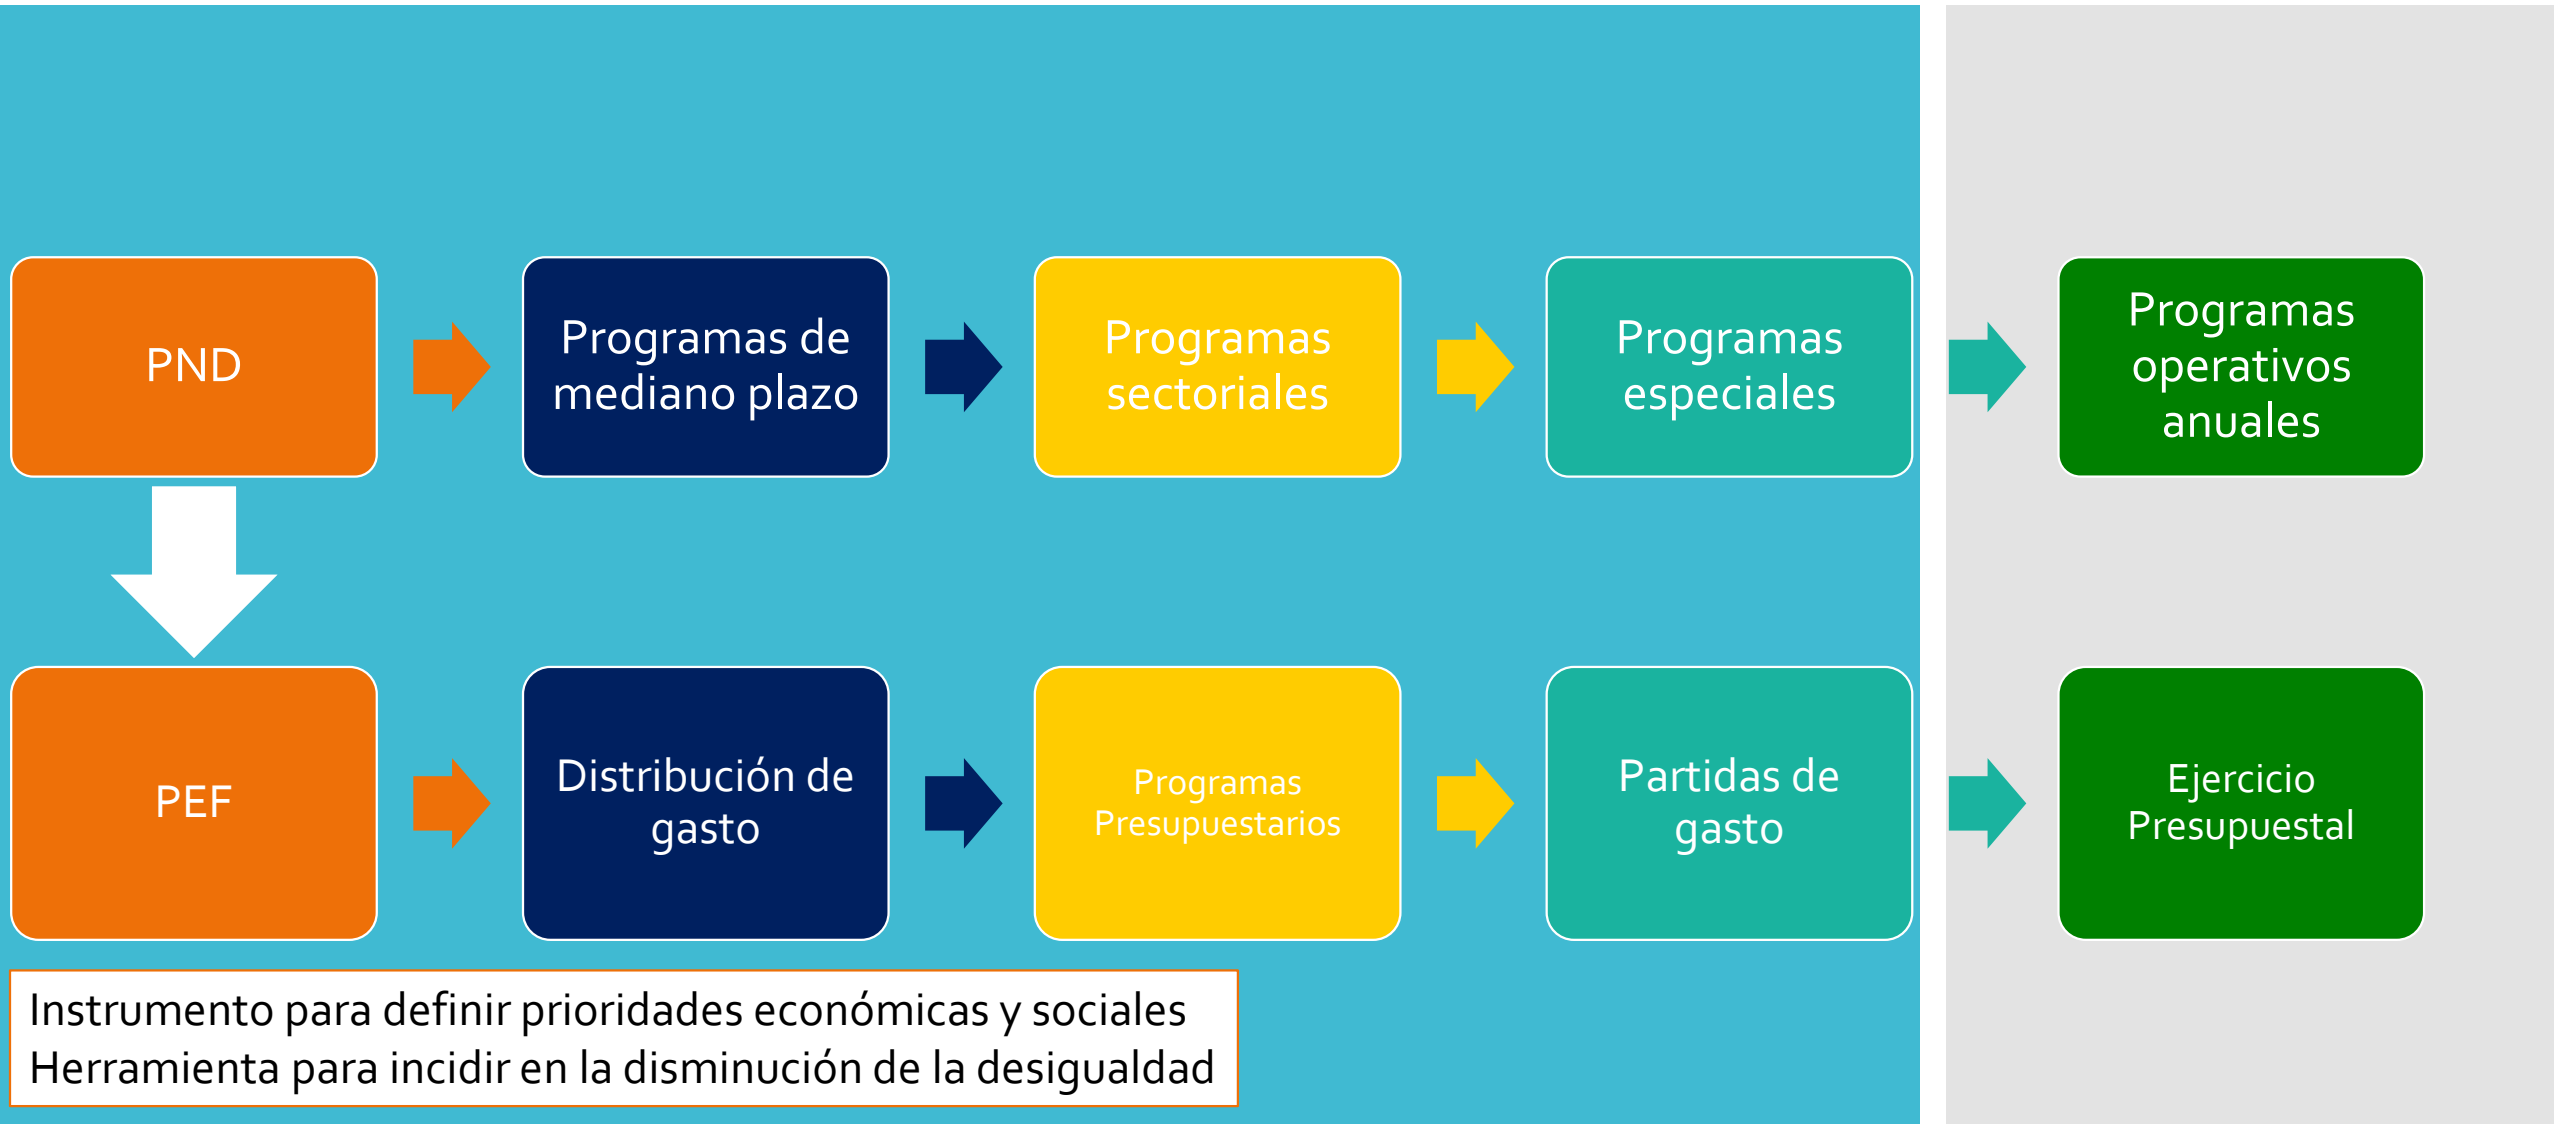 PND
Programas de
mediano plazo
Programas
sectoriales
Programas
especiales
Programas
operativos
anuales
PEF
Distribución de
gasto
Programas
Presupuestarios
Partidas de
gasto
Ejercicio
Presupuestal
Instrumento para definir prioridades económicas y sociales
Herramienta para incidir en la disminución de la desigualdad